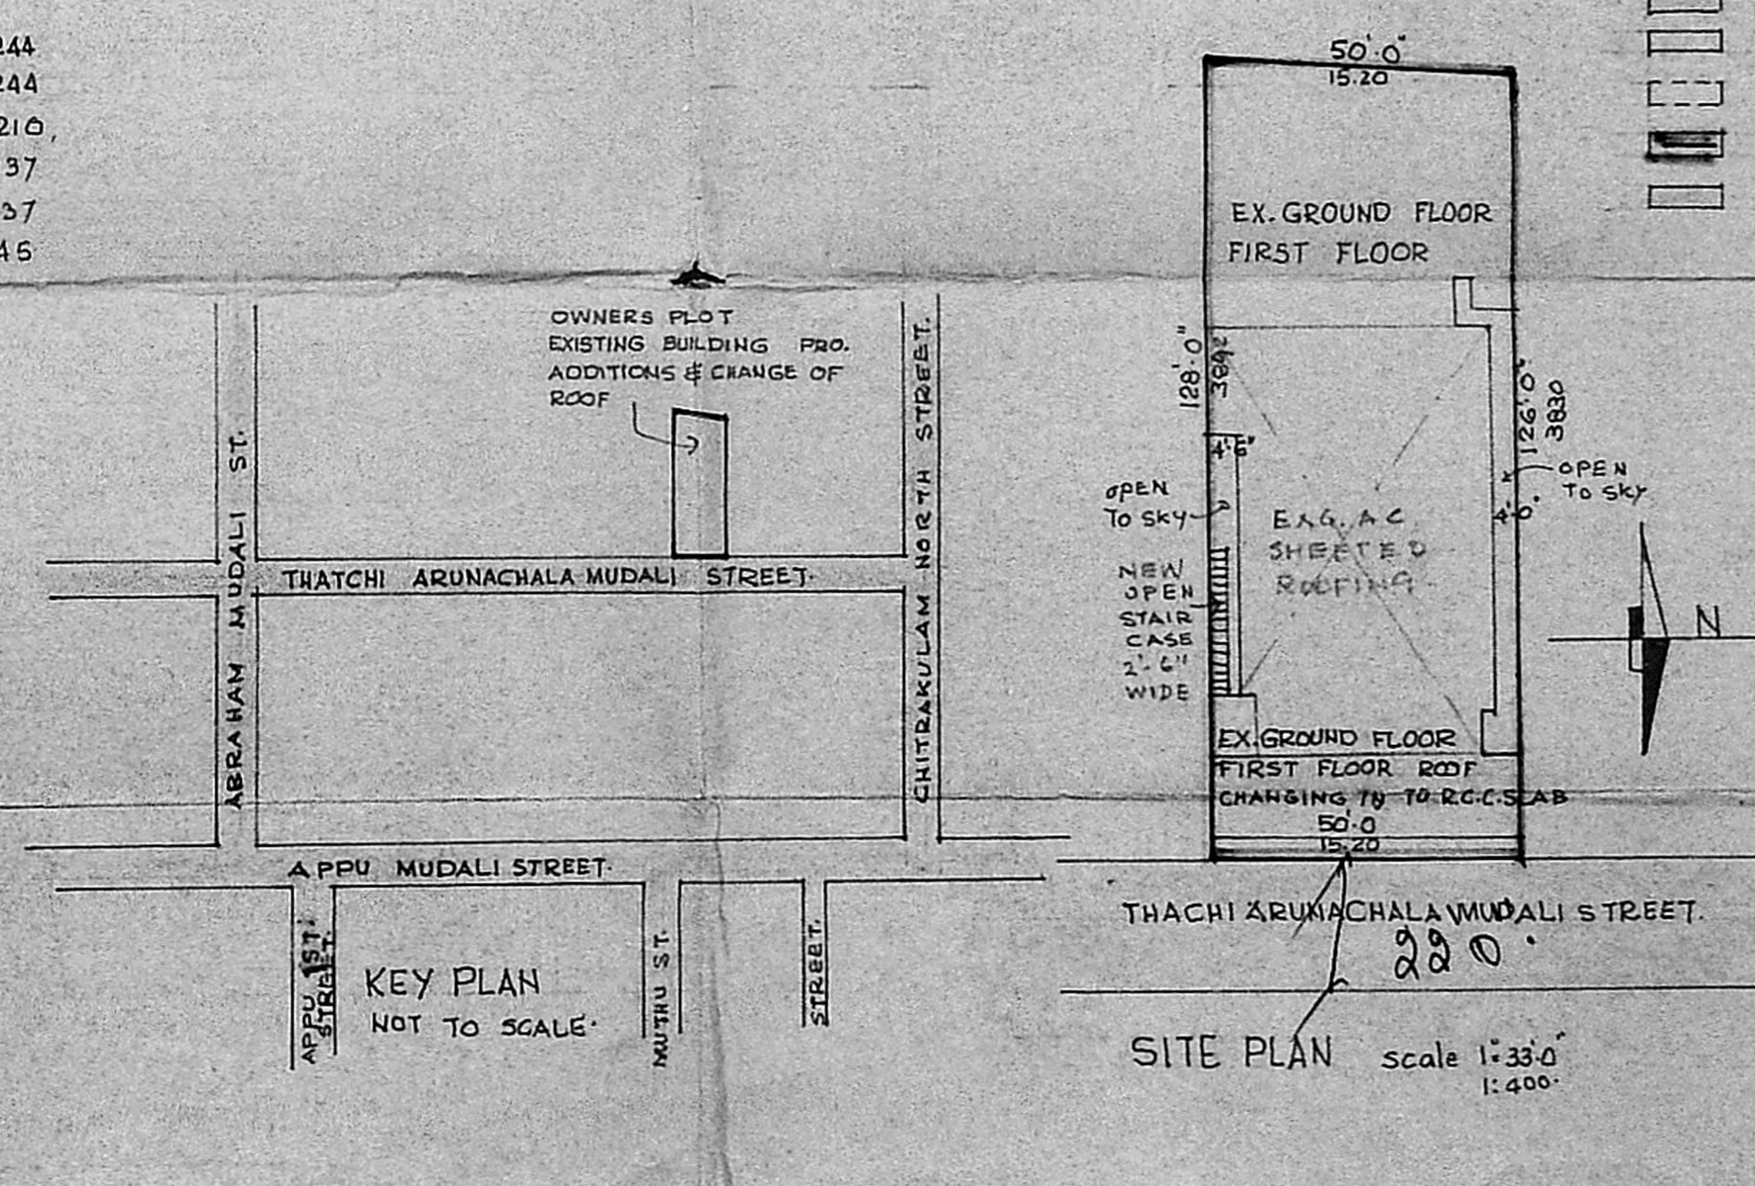 244
244
210,
37
37
45
OWNERS PLOT
EXISTING BUILDING PRO.
ADDITIONS & CHANGE OF
ROOF
ABRAHAM MUDALI ST.
THATCHI ARUNACHALA MUDALI STREET.
CHITRAKULAM NORTH STREET.
APPU MUDALI STREET.
APPU 1ST.
STREET.
MUTHU ST.
STREET.
KEY PLAN
NOT TO SCALE.
50'.0"
15.20
EX. GROUND FLOOR
FIRST FLOOR
128'.0"
3892
126'.0"
3830
4'.6"
OPEN
TO SKY
OPEN
TO SKY
4'.0"
EXG. A C
SHEETED
ROOFING
NEW
OPEN
STAIR
CASE
2'-6"
WIDE
N
EX. GROUND FLOOR
FIRST FLOOR ROOF
CHANGING TO TO R.C.C. SLAB
50'.0
15.20
THACHI ARUNACHALA MUDALI STREET.
220.
SITE PLAN scale 1"=33'.0"
1:400.